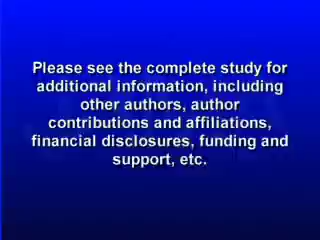 Please see the complete study for
additional information, including
other authors, author
contributions and affiliations,
financial disclosures, funding and
support, etc.